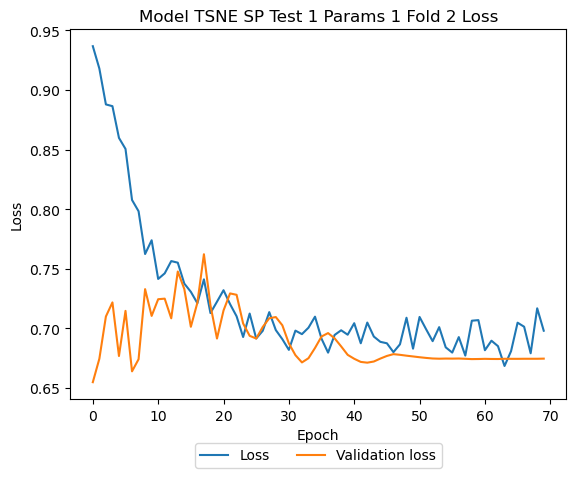 Model TSNE SP Test 1 Params 1 Fold 2 Loss
0.95
0.90
0.85
0.80
0.75
0.70
0.65
Loss
0 10 20 30 40 50 60 70
Epoch
Loss Validation loss